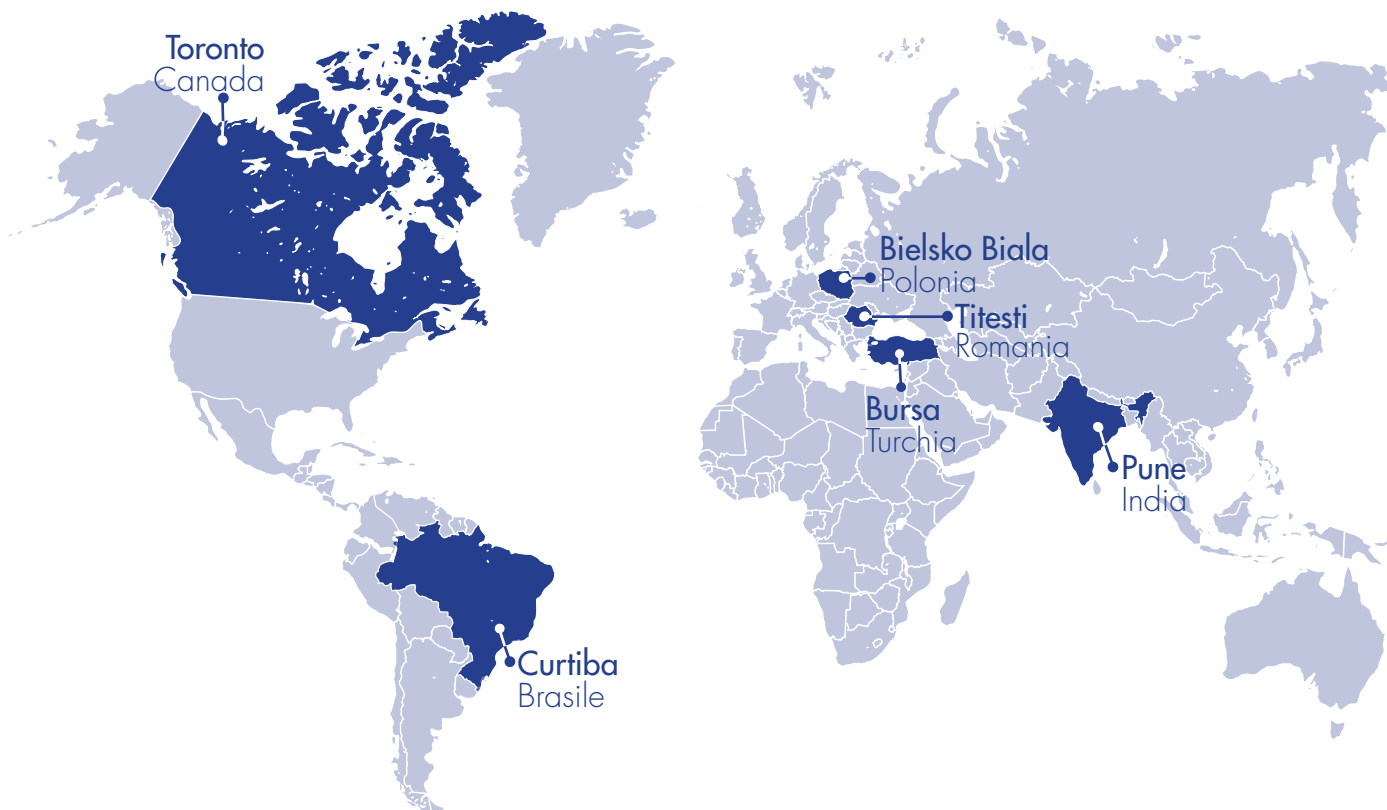 Toronto
Canada
Bielsko Biala
Polonia
Titesti
Romania
Bursa
Turchia
Pune
India
Curtiba
Brasile